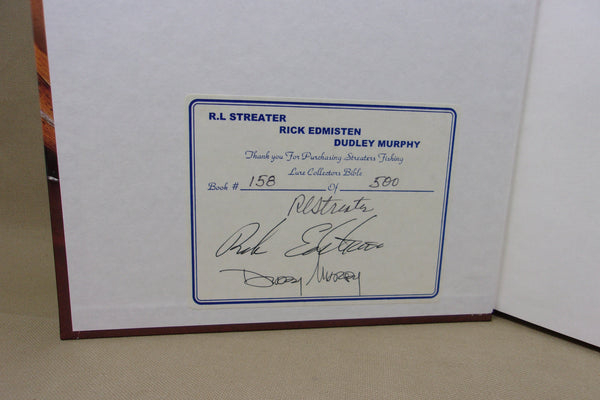 R.L STREATER
RICK EDMISTEN
DUDLEY MURPHY
Thank you For Purchasing Streaters Fishing
Lure Collectors Bible
Book # 158 Of 500
RLStreater
Rick Edmisten
Dudley Murphy